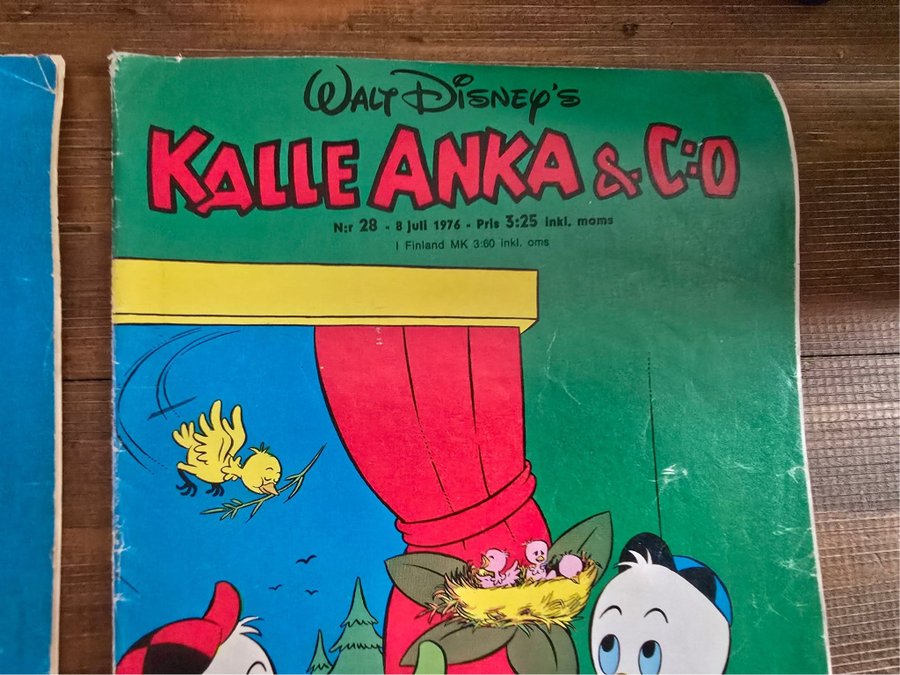 WALT DISNEY'S
KALLE ANKA & C:O
N:r 28 - 8 juli 1976 - Pris 3:25 inkl. moms
I Finland MK 3:60 inkl. oms